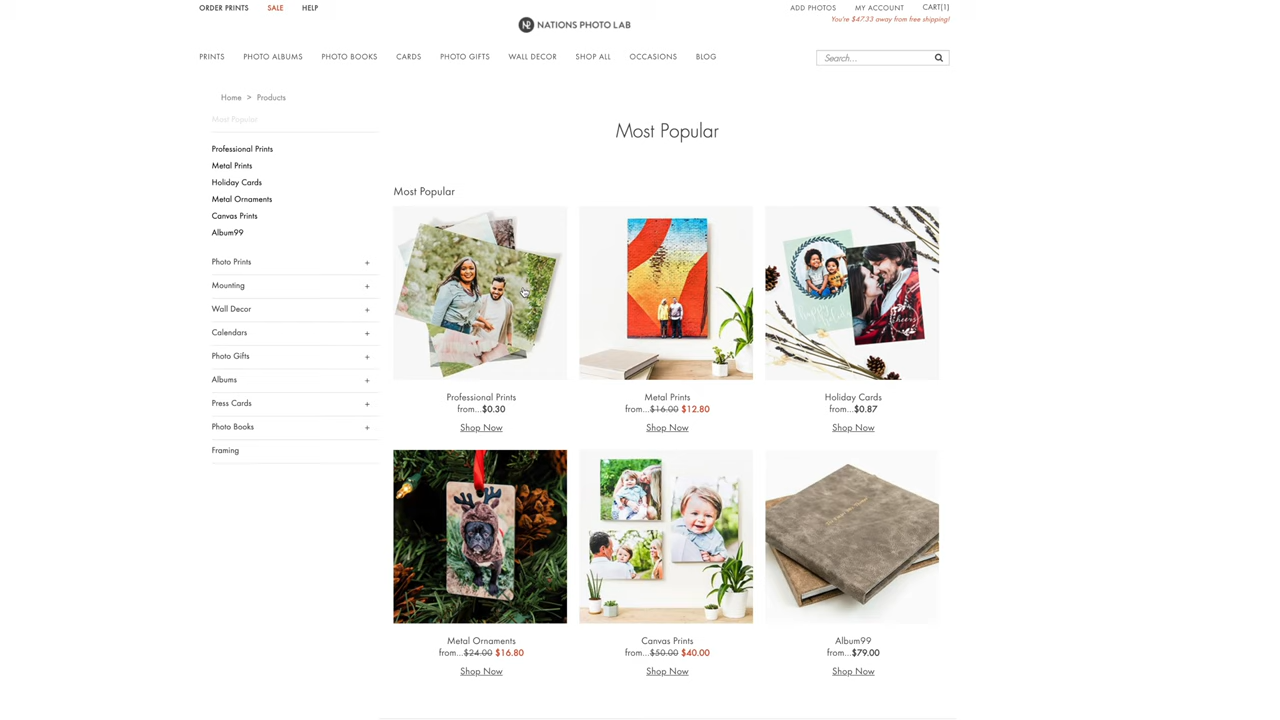 ORDER PRINTS SALE HELP
ADD PHOTOS MY ACCOUNT CART(1)
You're $47.33 away from free shipping!
NATIONS PHOTO LAB
PRINTS PHOTO ALBUMS PHOTO BOOKS CARDS PHOTO GIFTS WALL DECOR SHOP ALL OCCASIONS BLOG
Search...
Home > Products
Most Popular
Professional Prints
Metal Prints
Holiday Cards
Metal Ornaments
Canvas Prints
Album99
Photo Prints +
Mounting +
Wall Decor +
Calendars +
Photo Gifts +
Albums +
Press Cards +
Photo Books +
Framing
Most Popular
Most Popular
Professional Prints
from...$0.30
Shop Now
Metal Prints
from...$16.00 $12.80
Shop Now
Holiday Cards
from...$0.87
Shop Now
Metal Ornaments
from...$24.00 $16.80
Shop Now
Canvas Prints
from...$50.00 $40.00
Shop Now
Album99
from...$79.00
Shop Now